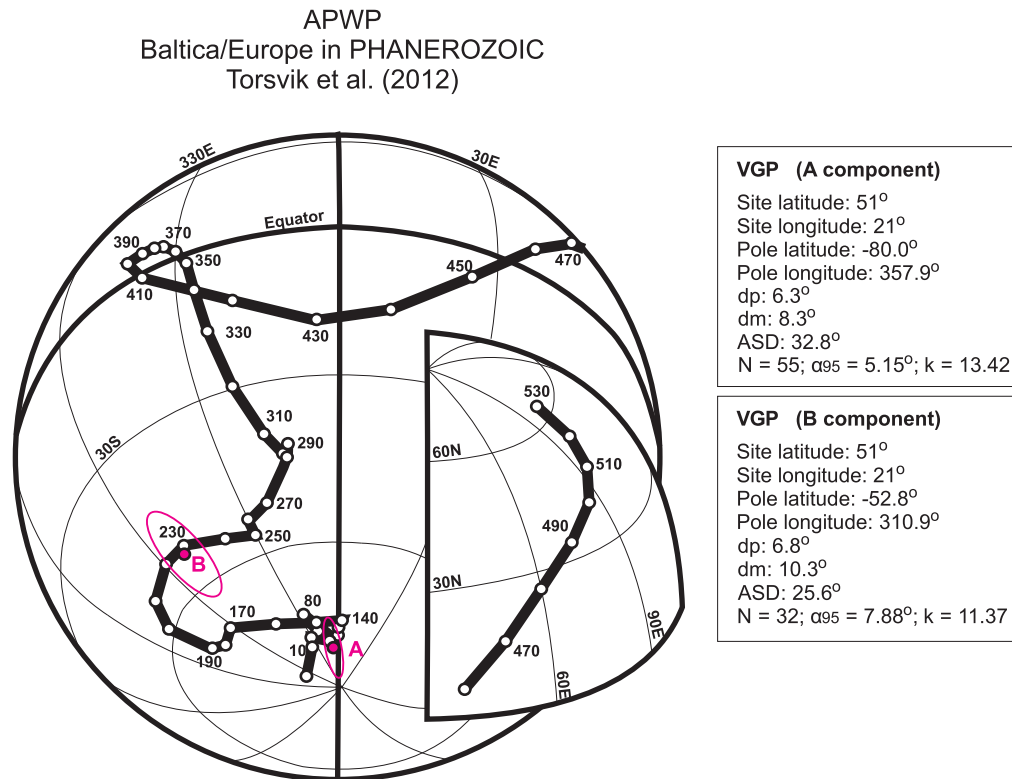 APWP
Baltica/Europe in PHANEROZOIC
Torsvik et al. (2012)
330E
30E
Equator
390
370
350
410
450
470
430
330
310
290
30S
270
250
230
B
170
80
140
190
10
A
530
60N
510
490
30N
470
90E
60E
VGP (A component)
Site latitude: 51°
Site longitude: 21°
Pole latitude: -80.0°
Pole longitude: 357.9°
dp: 6.3°
dm: 8.3°
ASD: 32.8°
N = 55; α95 = 5.15°; k = 13.42
VGP (B component)
Site latitude: 51°
Site longitude: 21°
Pole latitude: -52.8°
Pole longitude: 310.9°
dp: 6.8°
dm: 10.3°
ASD: 25.6°
N = 32; α95 = 7.88°; k = 11.37